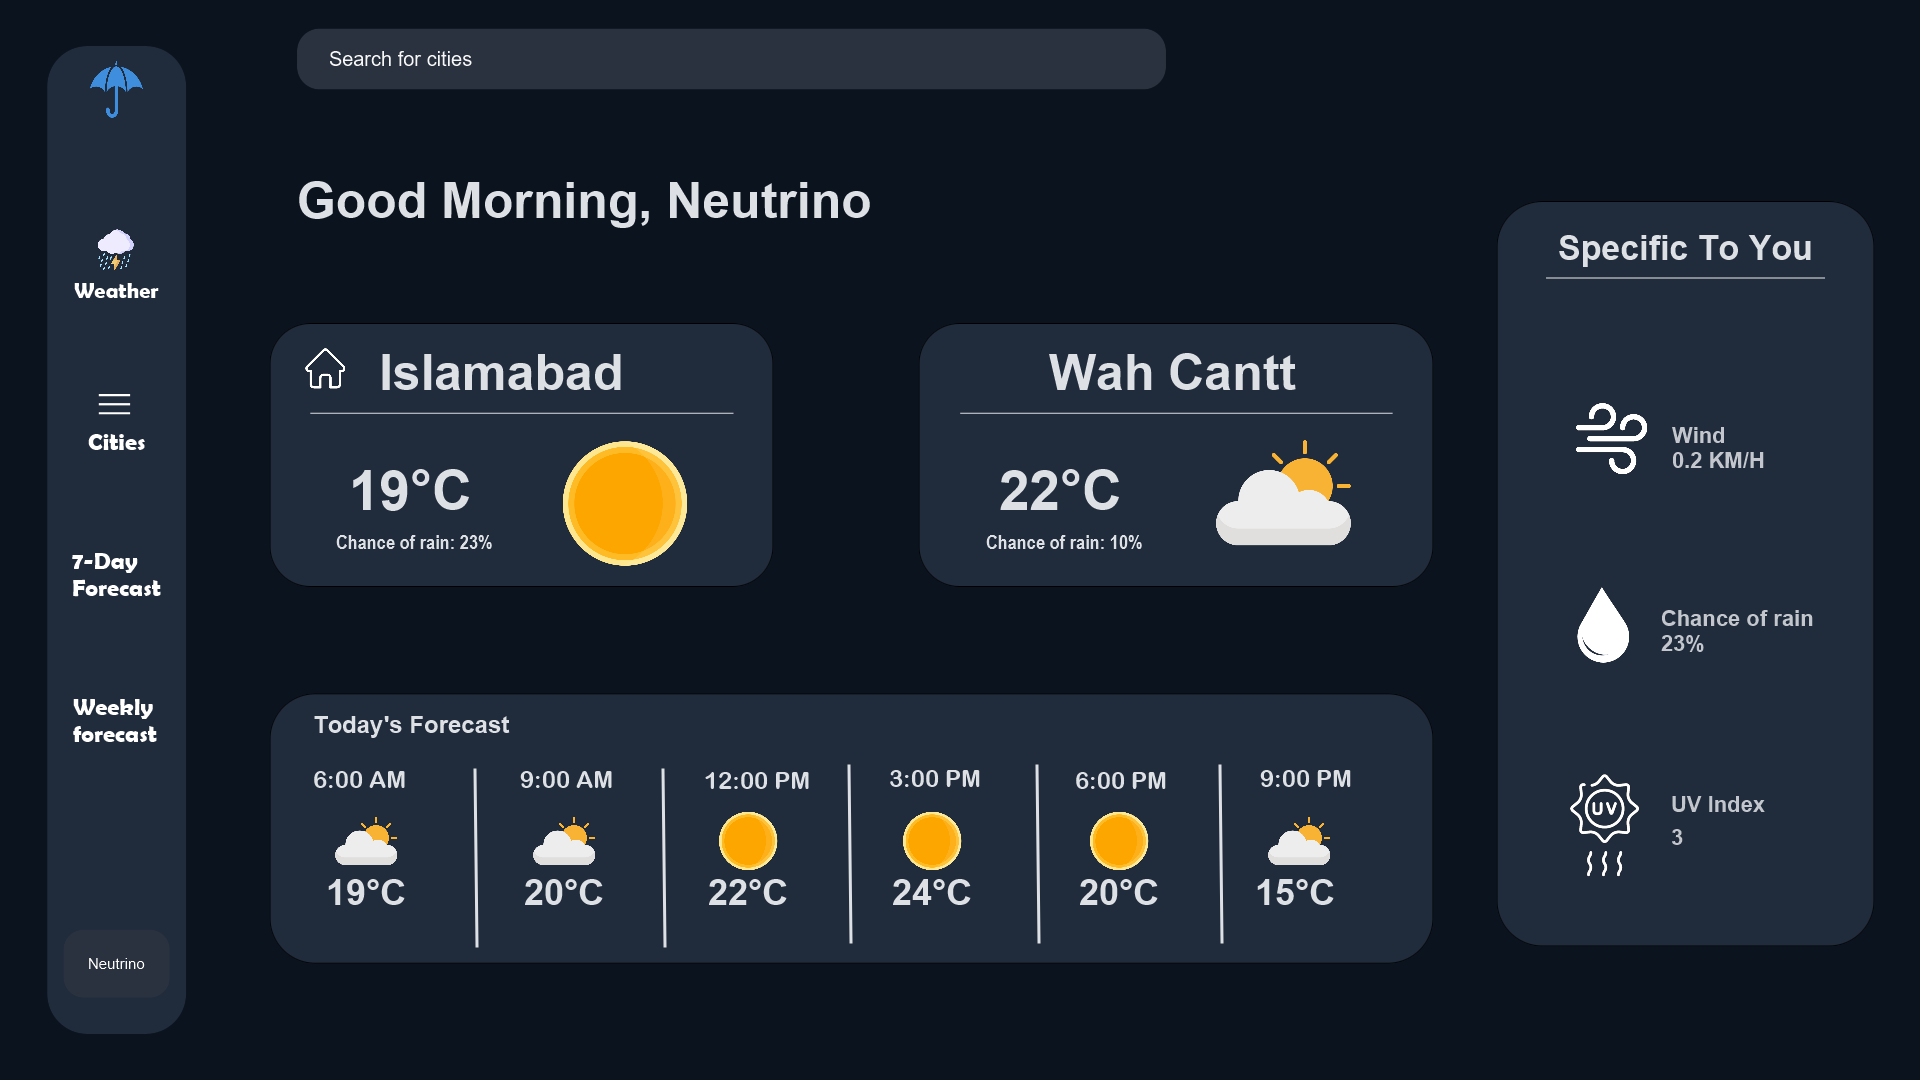 Search for cities
Good Morning, Neutrino
Weather
Cities
7-Day
Forecast
Weekly
forecast
Neutrino
Islamabad
19°C
Chance of rain: 23%
Wah Cantt
22°C
Chance of rain: 10%
Today's Forecast
6:00 AM
9:00 AM
12:00 PM
3:00 PM
6:00 PM
9:00 PM
19°C
20°C
22°C
24°C
20°C
15°C
Specific To You
Wind
0.2 KM/H
Chance of rain
23%
UV
UV Index
3